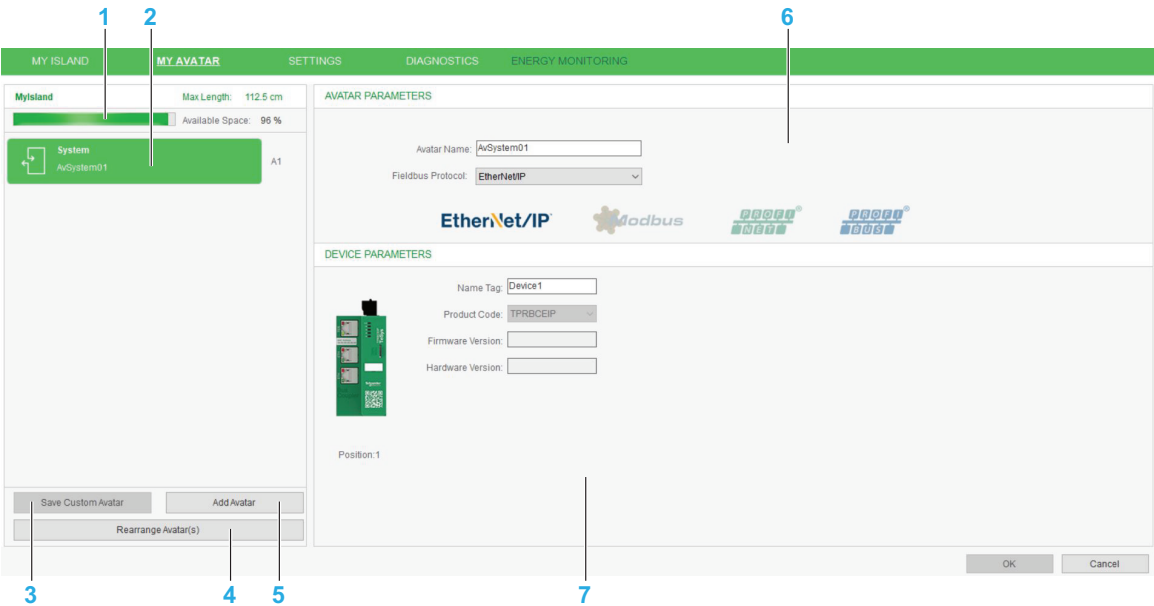 1 2 6
MY ISLAND MY AVATAR SETTINGS DIAGNOSTICS ENERGY MONITORING
MyIsland Max Length: 112.5 cm
Available Space: 96 %
System
AvSystem01
A1
Save Custom Avatar Add Avatar
Rearrange Avatar(s)
AVATAR PARAMETERS
Avatar Name: AvSystem01
Fieldbus Protocol: EtherNet/IP
EtherNet/IP Modbus PROFI NET ® PROFI BUS ®
DEVICE PARAMETERS
Name Tag: Device1
Product Code: TPRBCEIP
Firmware Version:
Hardware Version:
Position:1
OK Cancel
3 4 5 7